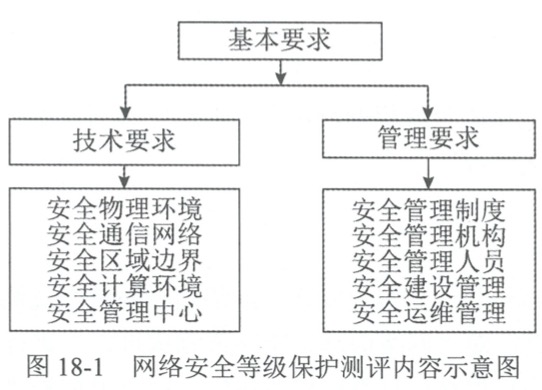 基本要求
技术要求
管理要求
安全物理环境
安全通信网络
安全区域边界
安全计算环境
安全管理中心
安全管理制度
安全管理机构
安全管理人员
安全建设管理
安全运维管理
图 18-1 网络安全等级保护测评内容示意图